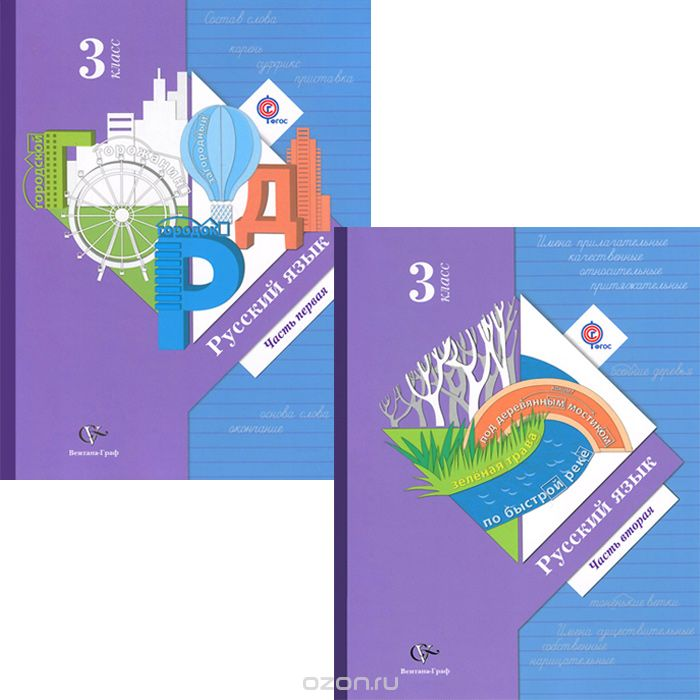 Состав слова
корень
суффикс
приставка
3 класс
ФГОС
городской
горожанин
загородный
городок
Г Р Д
Русский язык
Часть первая
основа слова
окончание
Вентана-Граф
Имена прилагательные
качественные
относительные
притяжательные
3 класс
ФГОС
большие деревья
под деревянным мостиком
зелёная трава
по быстрой реке
Русский язык
Часть вторая
тоненькие ветки
Имена существительные
собственные
нарицательные
Вентана-Граф
ozon.ru